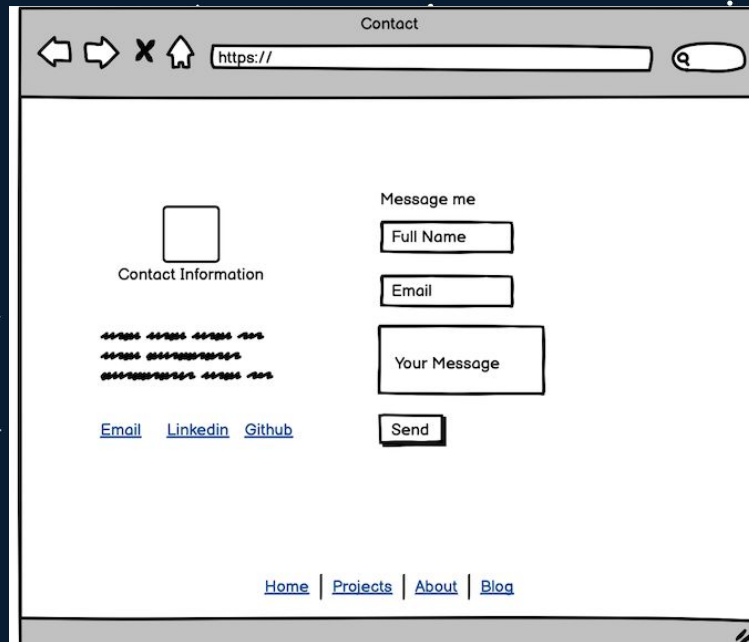 Contact
https://
Contact Information
Email Linkedin Github
Message me
Full Name
Email
Your Message
Send
Home | Projects | About | Blog